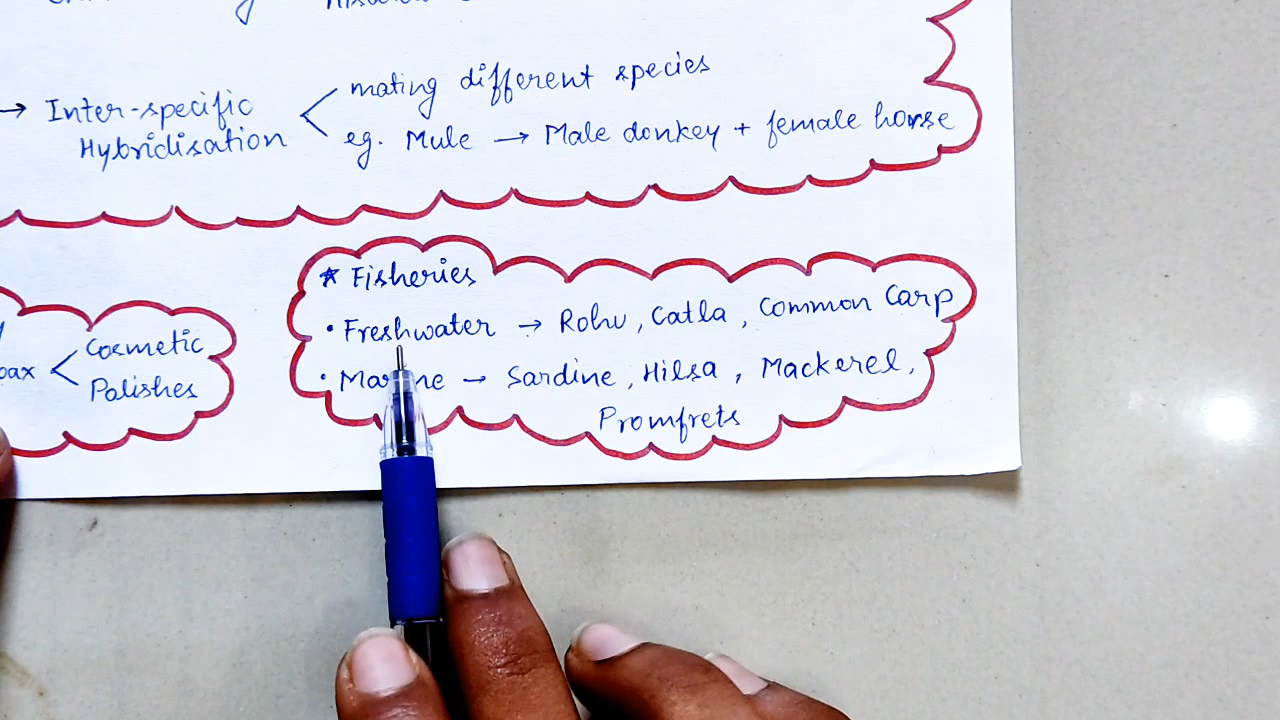 → Inter-specific Hybridisation
mating different species
eg. Mule → Male donkey + female horse
Cosmetic
Polishes
* Fisheries
• Freshwater → Rohu, Catla, Common Carp
• Marine → Sardine, Hilsa, Mackerel,
Promfrets